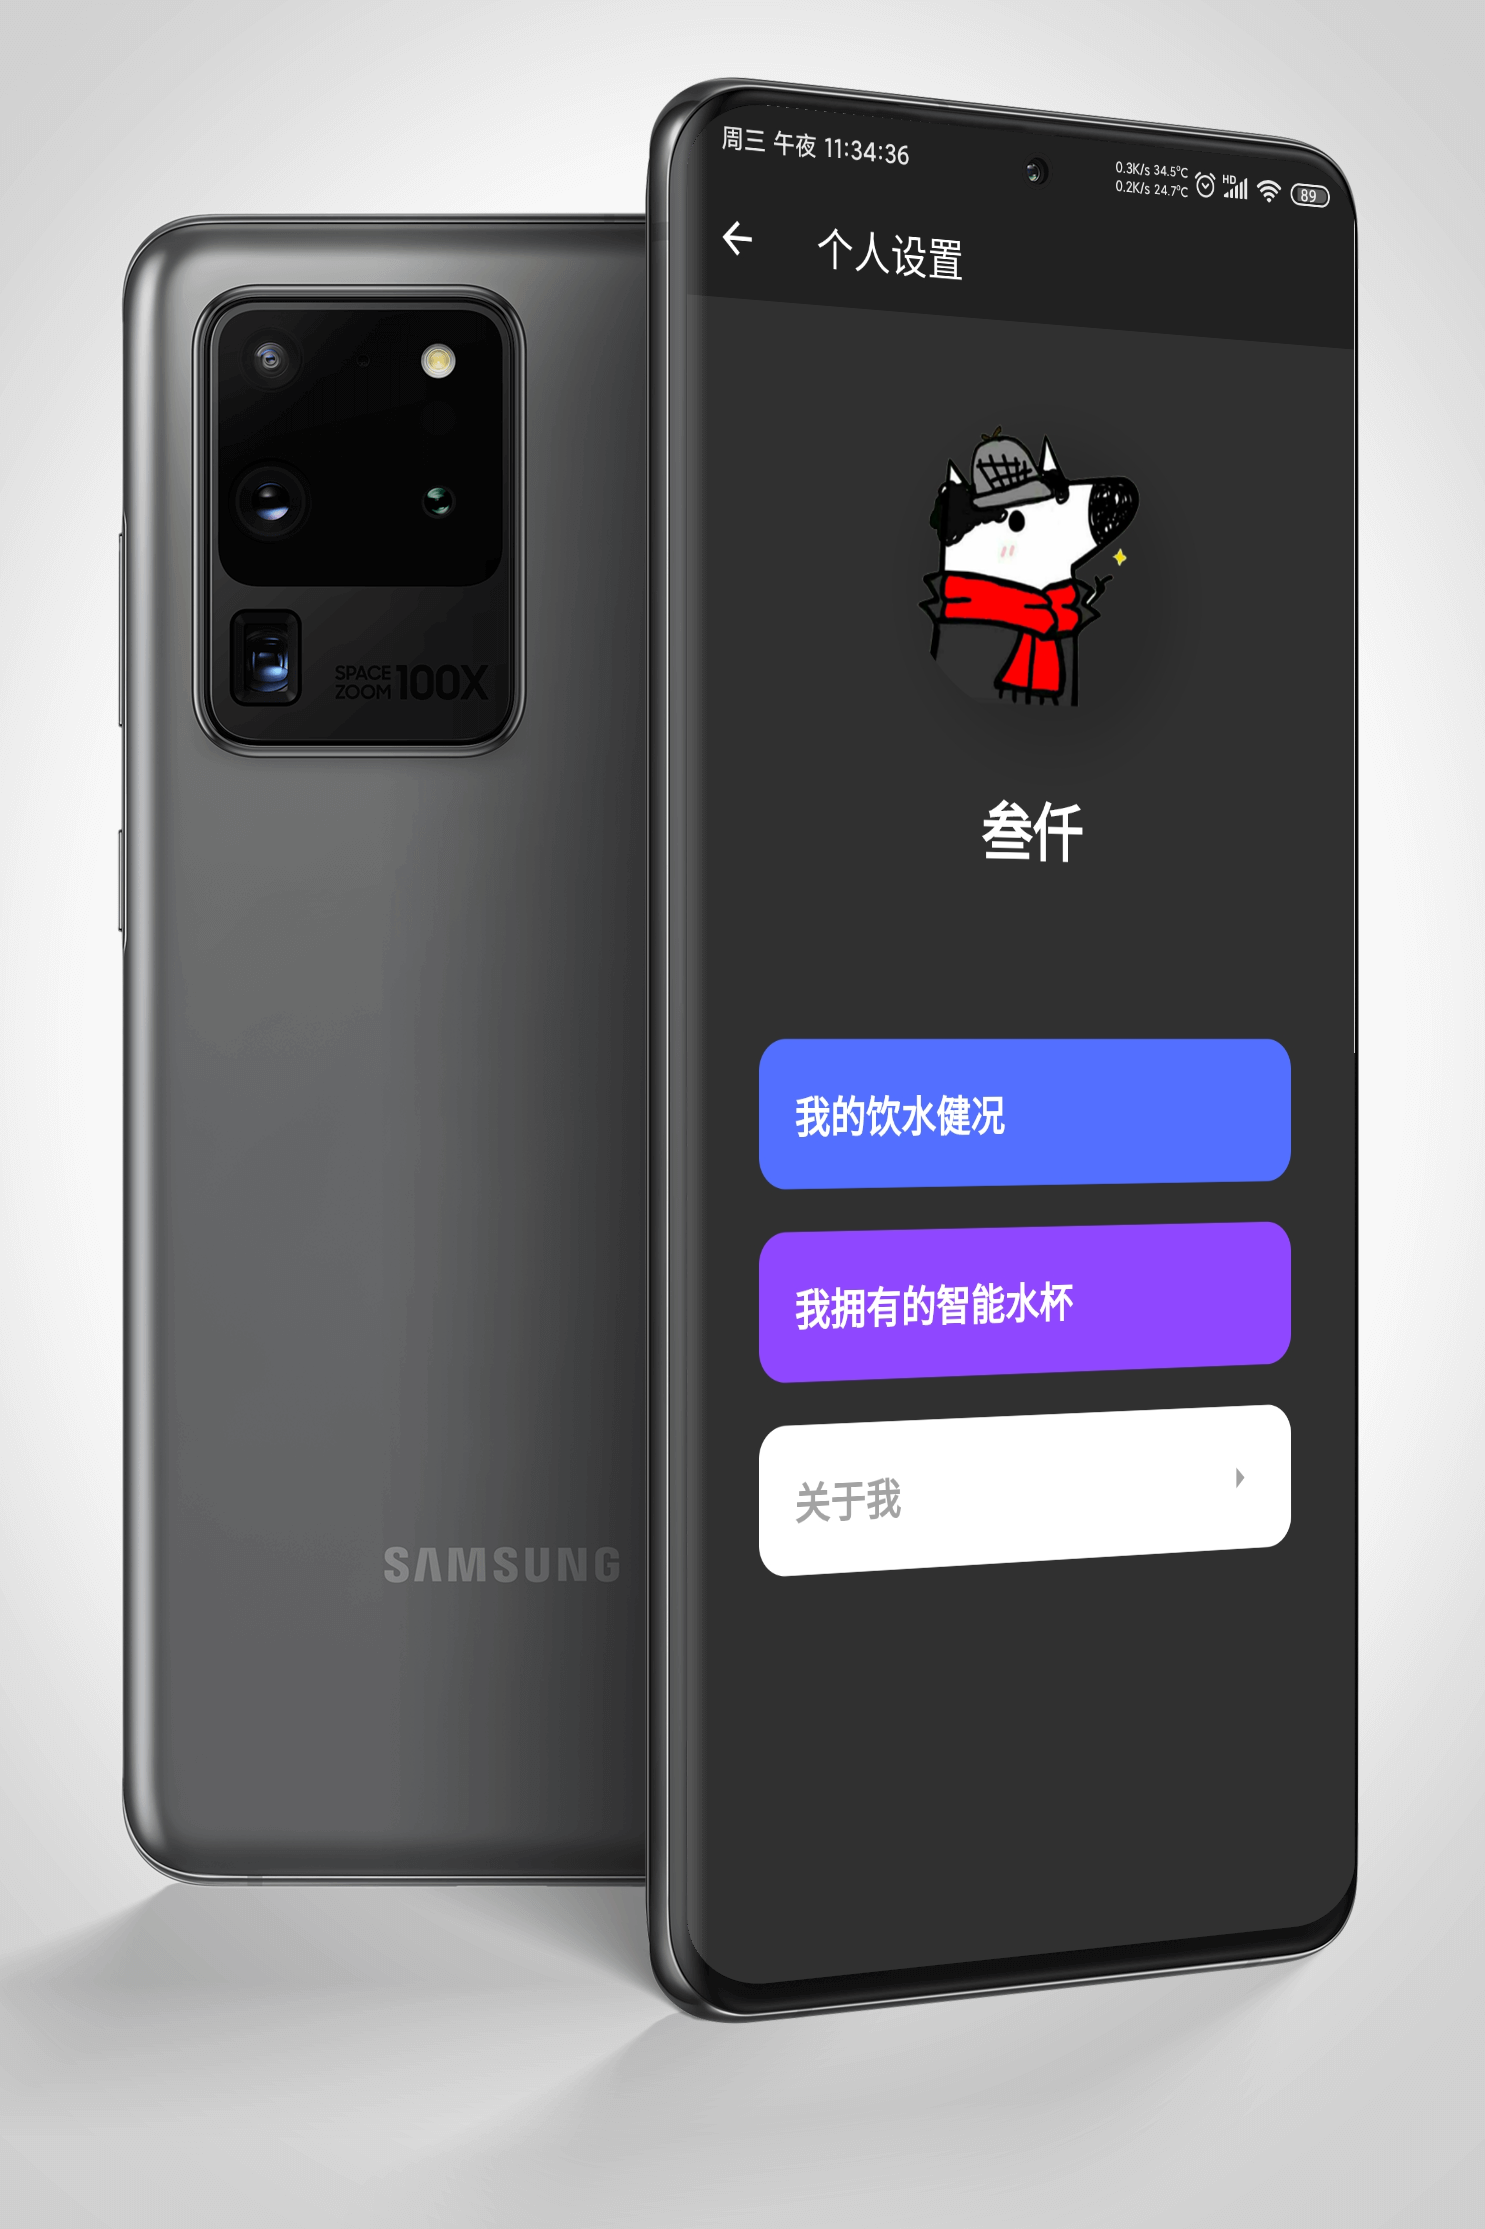 周三 午夜 11:34:36
0.3K/s 34.5°C
0.2K/s 24.7°C
HD
89
个人设置
SPACE
ZOOM 100X
叁仟
我的饮水健况
我拥有的智能水杯
关于我
SAMSUNG